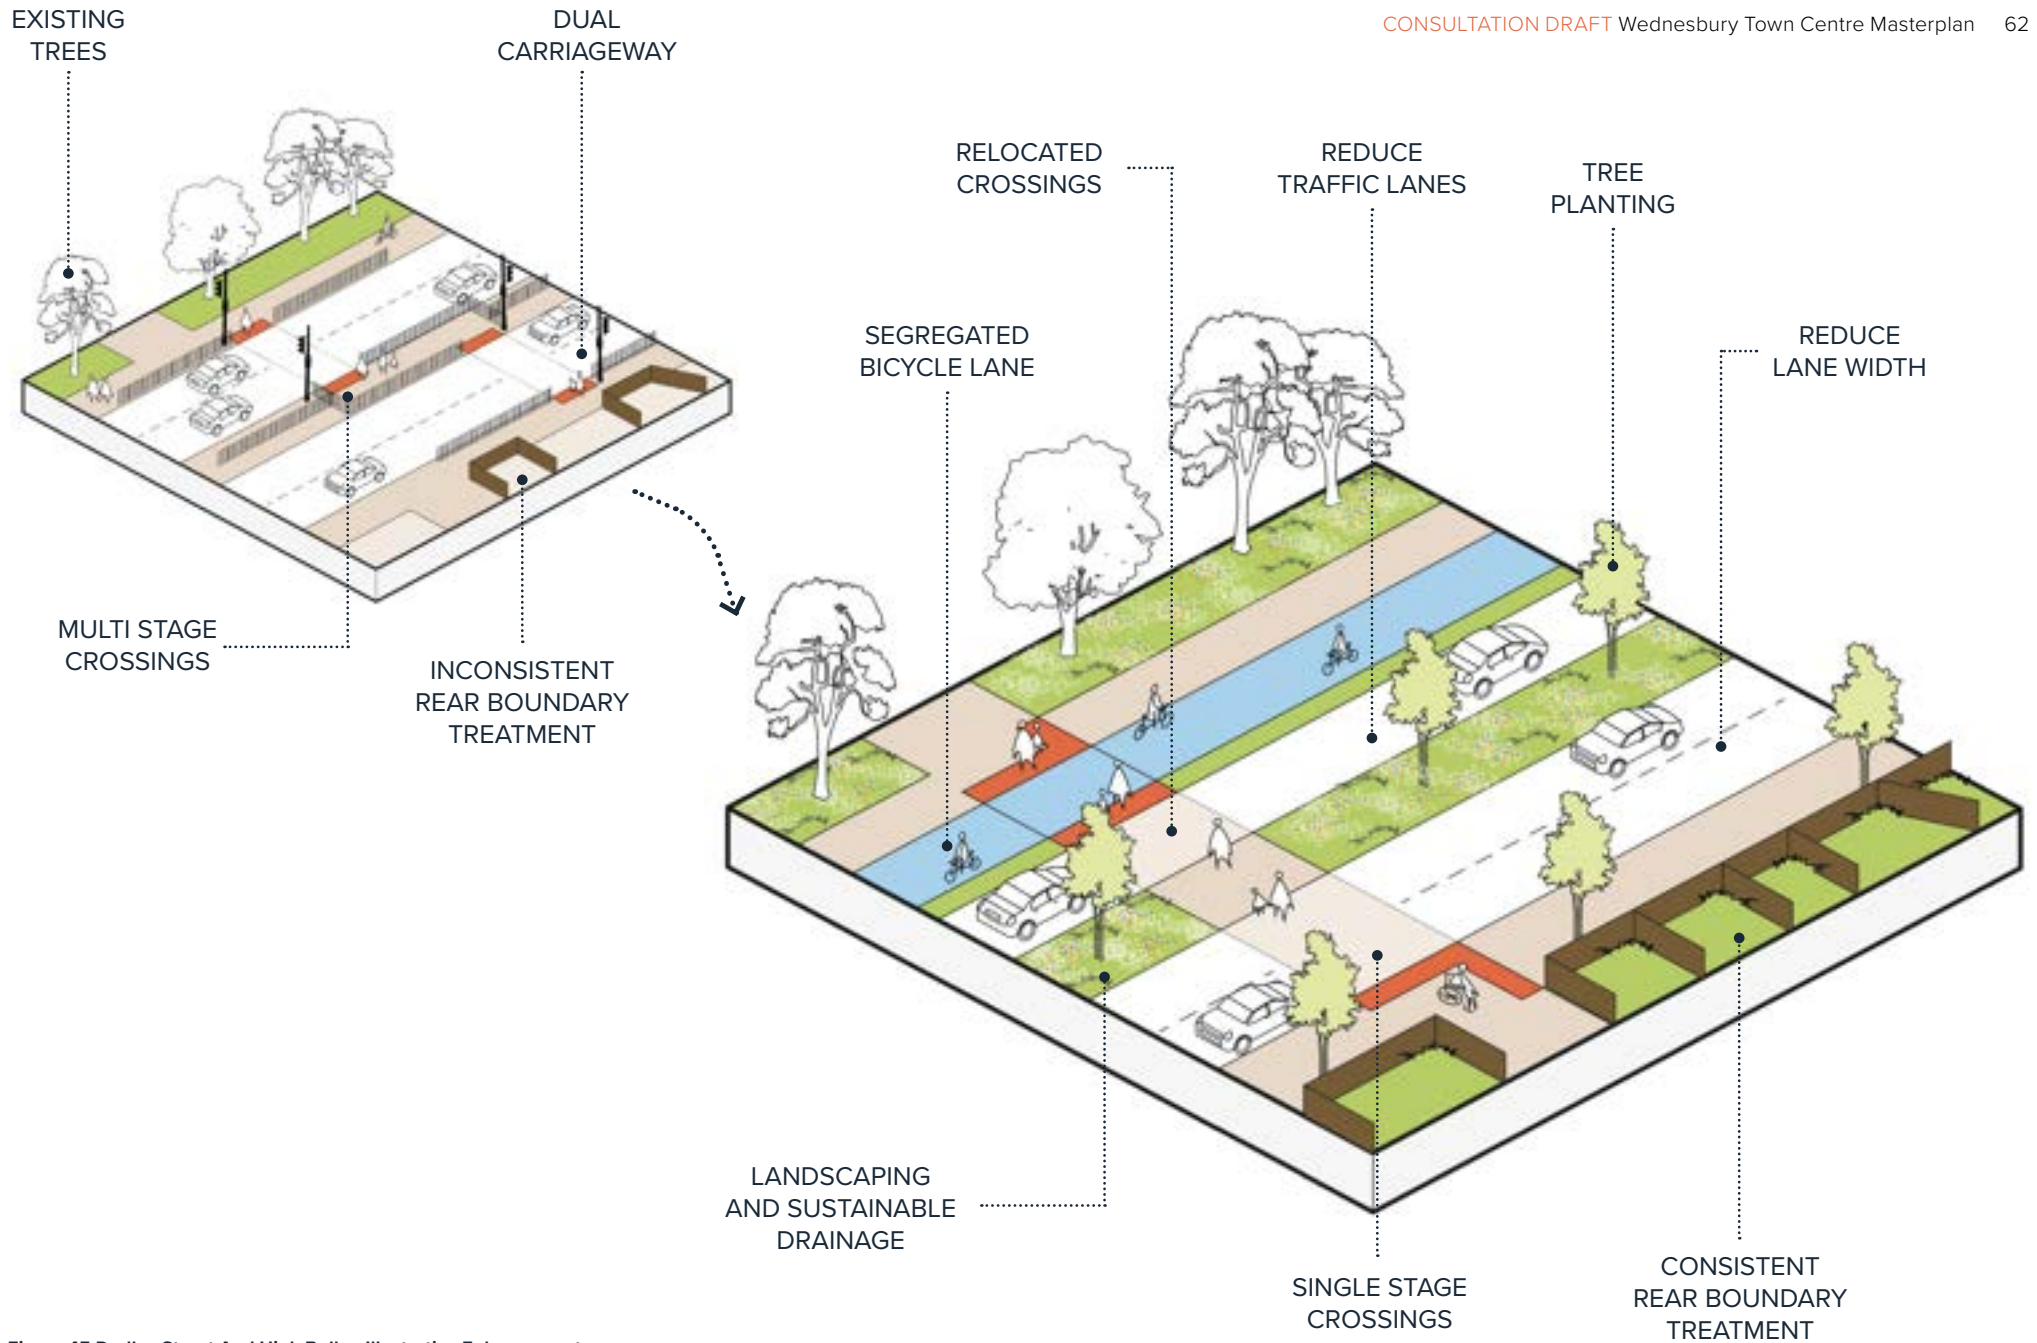 CONSULTATION DRAFT Wednesbury Town Centre Masterplan 62
EXISTING
TREES
DUAL
CARRIAGEWAY
MULTI STAGE
CROSSINGS
INCONSISTENT
REAR BOUNDARY
TREATMENT
RELOCATED
CROSSINGS
REDUCE
TRAFFIC LANES
TREE
PLANTING
SEGREGATED
BICYCLE LANE
REDUCE
LANE WIDTH
LANDSCAPING
AND SUSTAINABLE
DRAINAGE
SINGLE STAGE
CROSSINGS
CONSISTENT
REAR BOUNDARY
TREATMENT